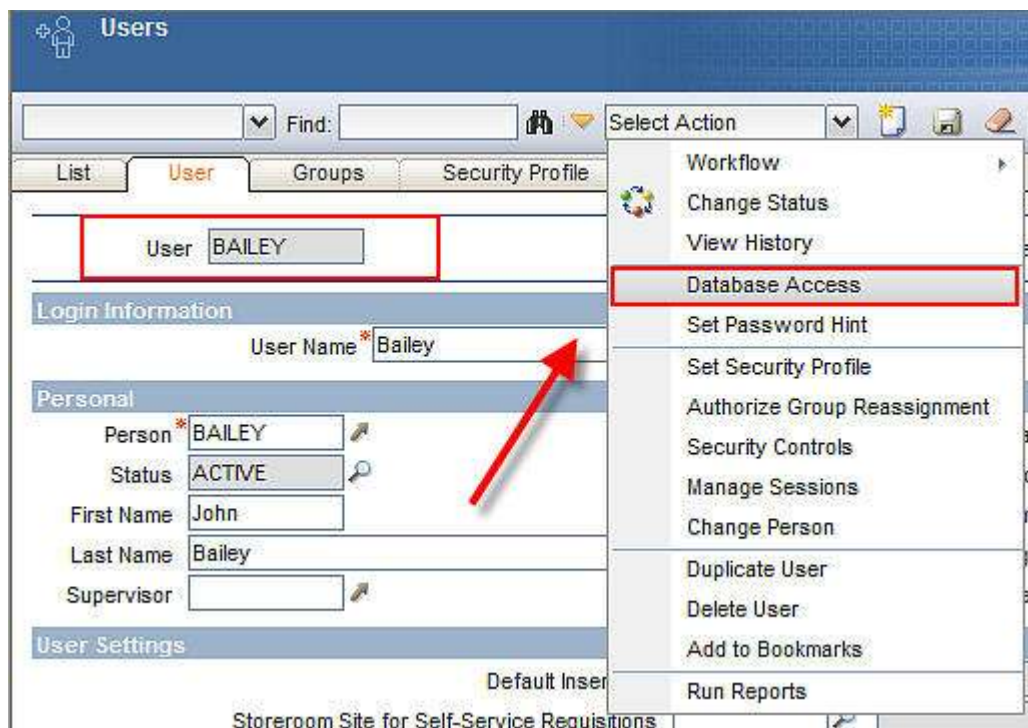 Users
Find: Select Action
List User Groups Security Profile
User BAILEY
Login Information
User Name* Bailey
Personal
Person* BAILEY
Status ACTIVE
First Name John
Last Name Bailey
Supervisor
User Settings
Default Inser
Storeroom Site for Self-Service Requisitions
Workflow
Change Status
View History
Database Access
Set Password Hint
Set Security Profile
Authorize Group Reassignment
Security Controls
Manage Sessions
Change Person
Duplicate User
Delete User
Add to Bookmarks
Run Reports